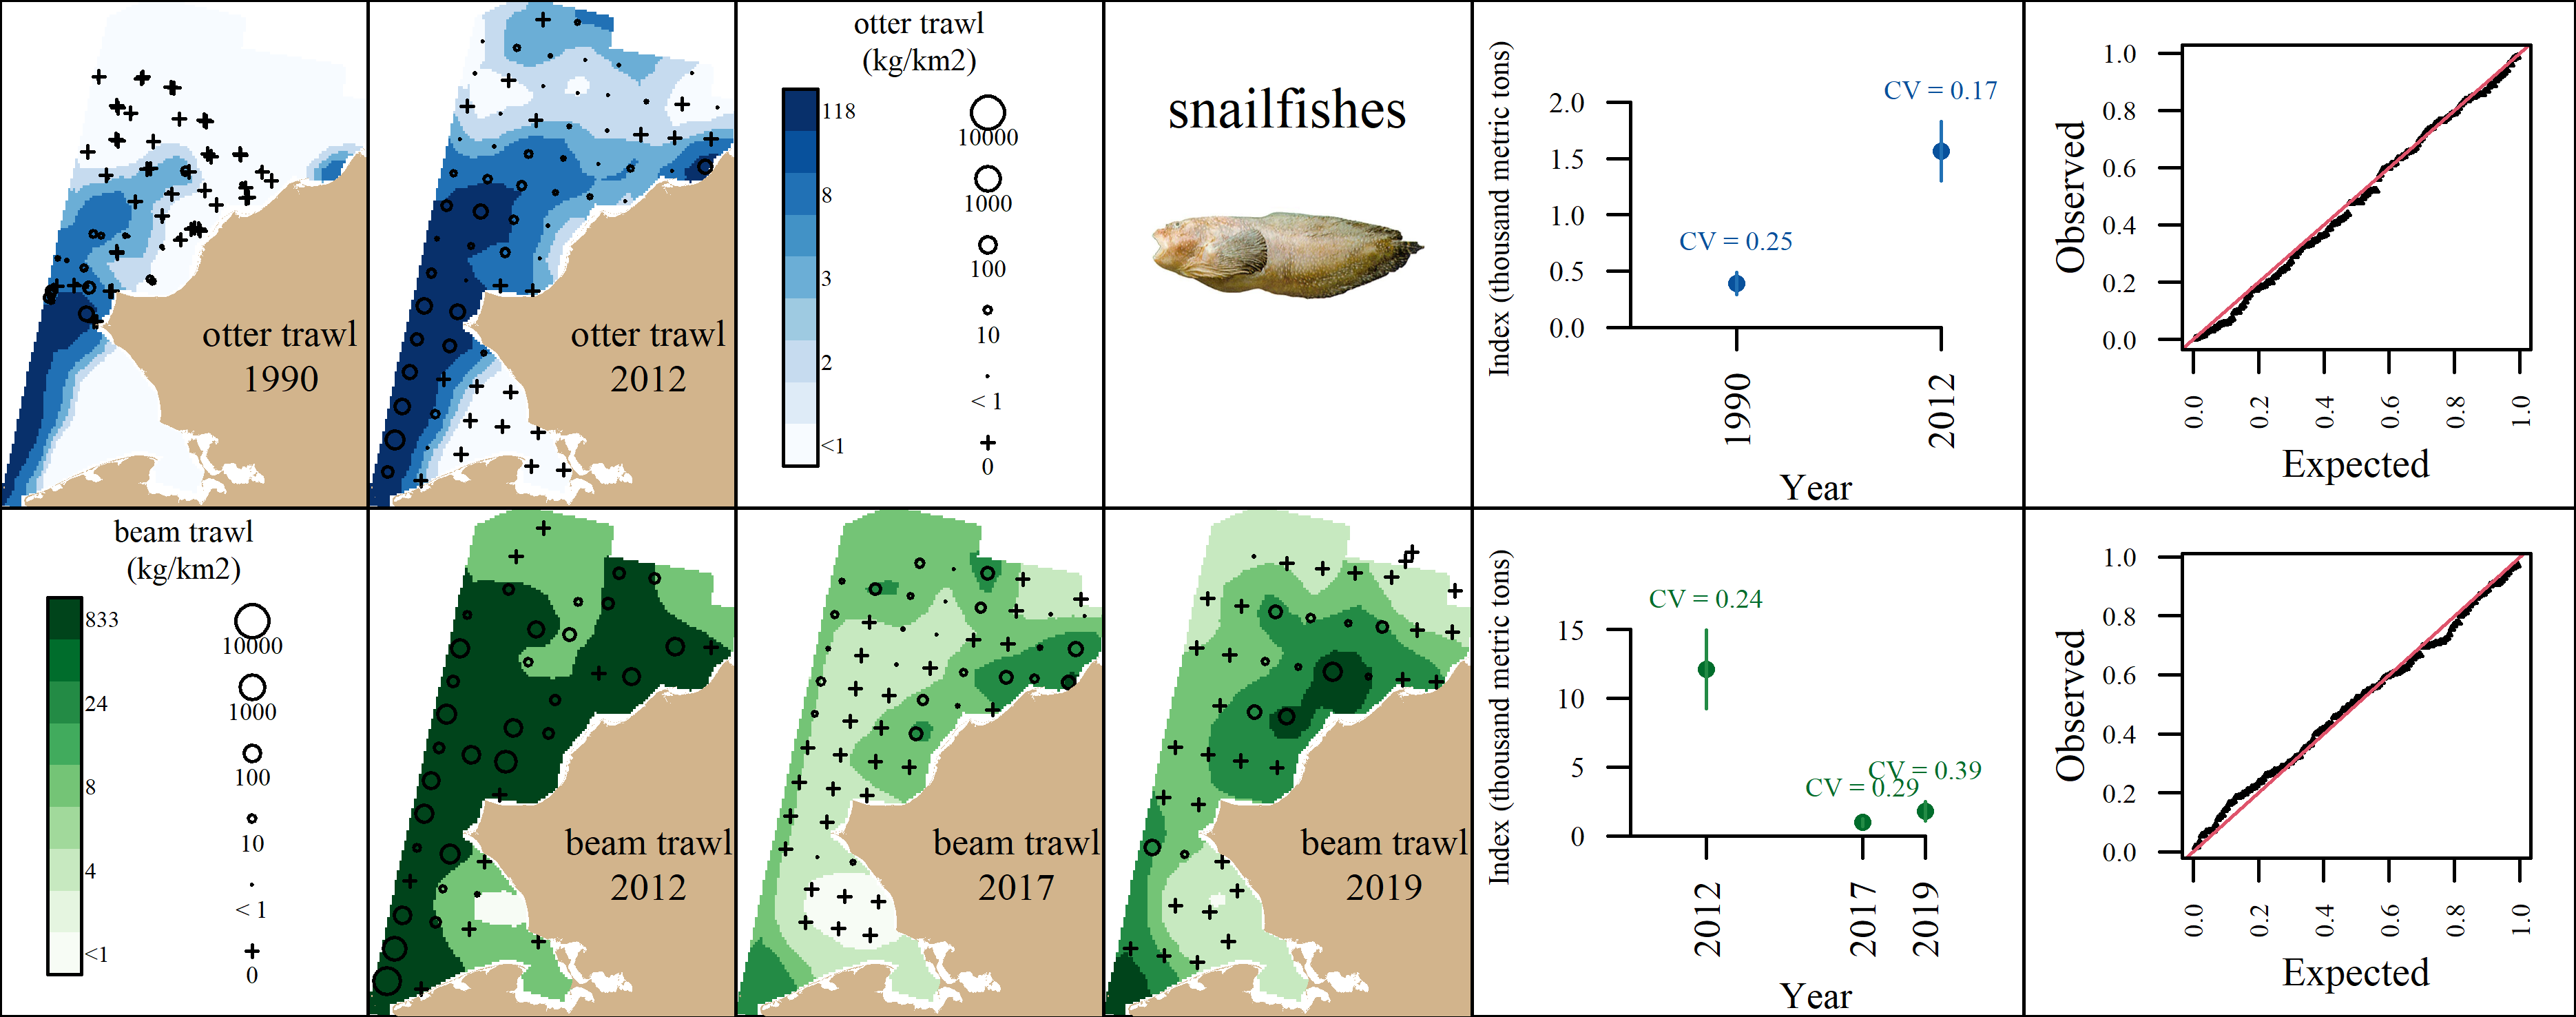 otter trawl
1990
otter trawl
2012
otter trawl
(kg/km2)
118
8
3
2
<1
10000
1000
100
10
< 1
0
snailfishes
Index (thousand metric tons)
2.0
1.5
1.0
0.5
0.0
CV = 0.25
CV = 0.17
1990
2012
Year
Observed
1.0
0.8
0.6
0.4
0.2
0.0
0.0
0.2
0.4
0.6
0.8
1.0
Expected
beam trawl
(kg/km2)
833
24
8
4
<1
10000
1000
100
10
< 1
0
beam trawl
2012
beam trawl
2017
beam trawl
2019
Index (thousand metric tons)
15
10
5
0
CV = 0.24
CV = 0.29
CV = 0.39
2012
2017
2019
Year
Observed
1.0
0.8
0.6
0.4
0.2
0.0
0.0
0.2
0.4
0.6
0.8
1.0
Expected